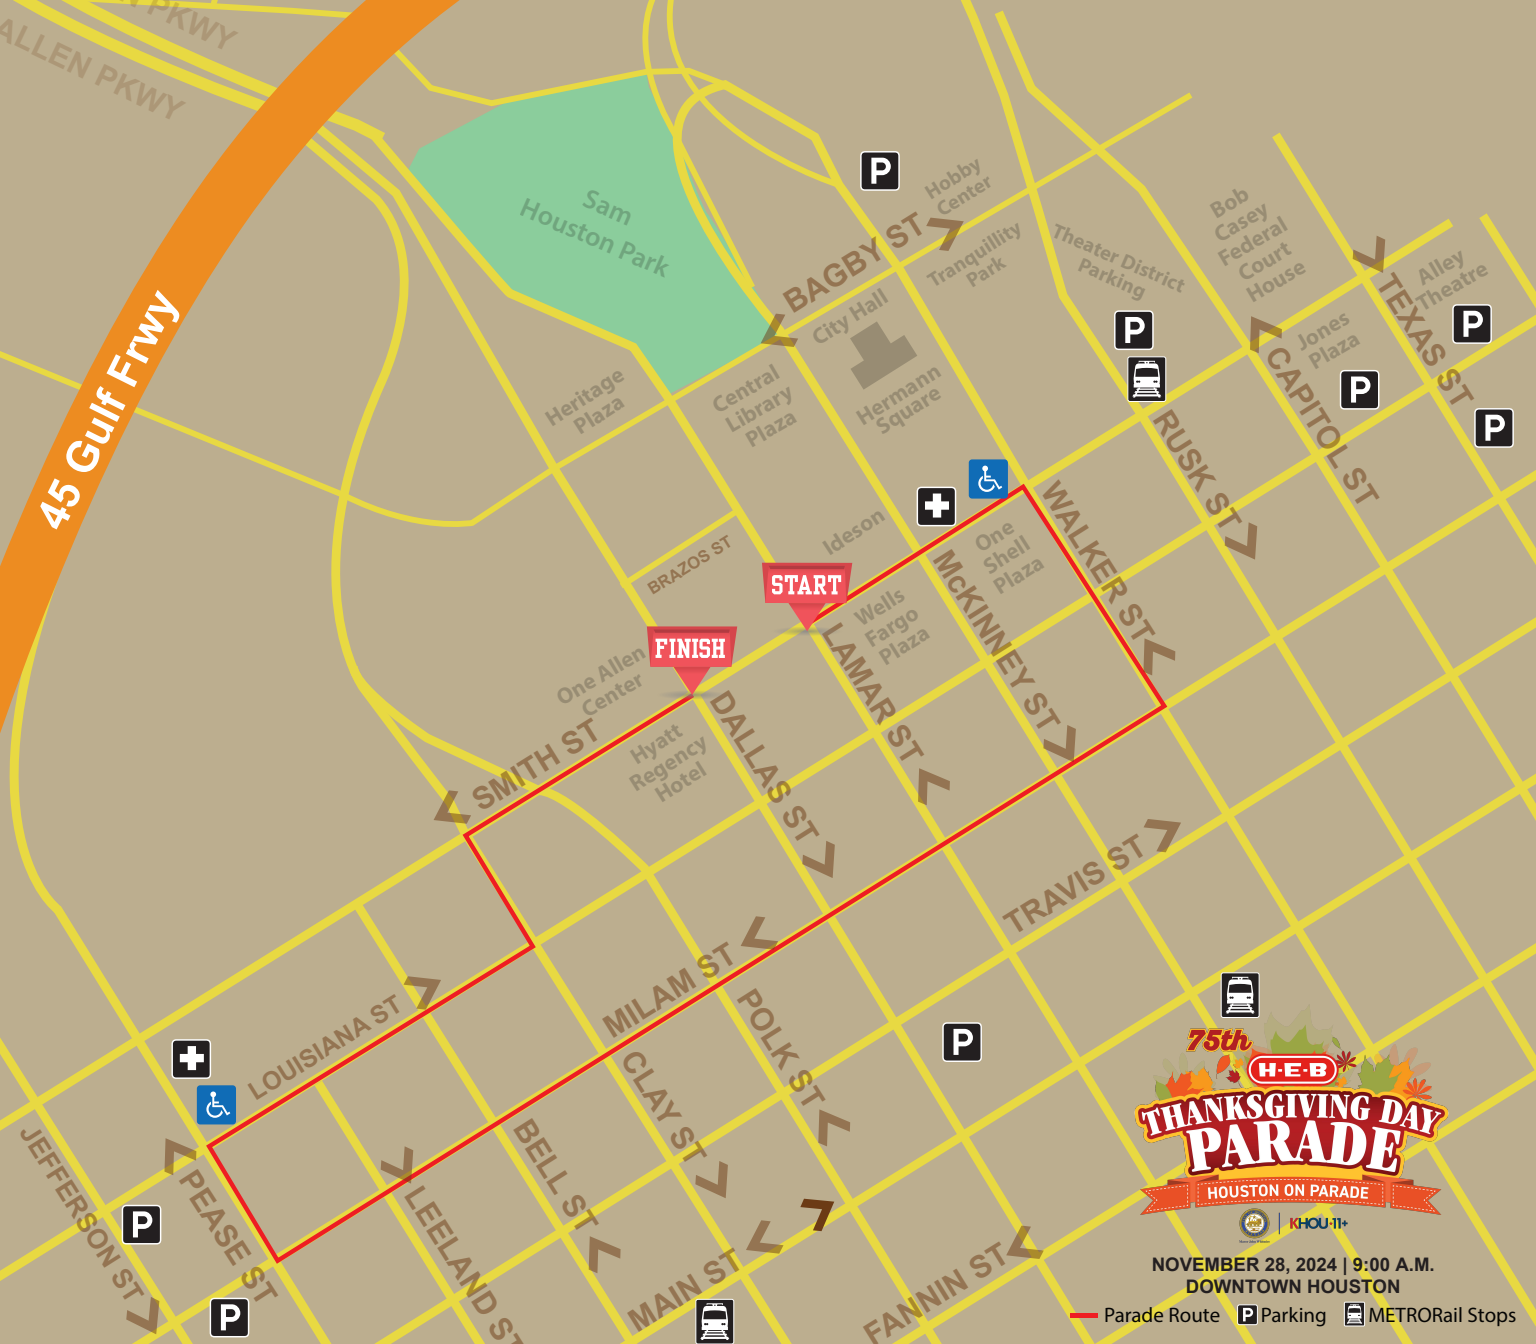 N PKWY
ALLEN PKWY
45 Gulf Frwy
Sam
Houston Park
P
Hobby
Center
BAGBY ST
Tranquillity
Park
Theater District
Parking
Bob
Casey
Federal
Court
House
Alley
Theatre
TEXAS ST
P
P
Jones
Plaza
CAPITOL ST
P
P
City Hall
Hermann
Square
Central
Library
Plaza
Heritage
Plaza
RUSK ST
WALKER ST
One
Shell
Plaza
Ideson
BRAZOS ST
START
Wells
Fargo
Plaza
McKINNEY ST
LAMAR ST
FINISH
One Allen
Center
SMITH ST
Hyatt
Regency
Hotel
DALLAS ST
TRAVIS ST
MILAM ST
POLK ST
P
LOUISIANA ST
CLAY ST
BELL ST
JEFFERSON ST
PEASE ST
P
P
LEELAND ST
MAIN ST
FANNIN ST
75th
H-E-B
THANKSGIVING DAY
PARADE
HOUSTON ON PARADE
KHOU·11+
NOVEMBER 28, 2024 | 9:00 A.M.
DOWNTOWN HOUSTON
Parade Route
P Parking
METRORail Stops